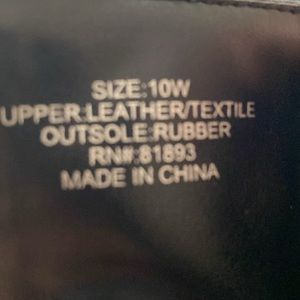 SIZE:10W
UPPER:LEATHER/TEXTILE
OUTSOLE:RUBBER
RN#:81893
MADE IN CHINA